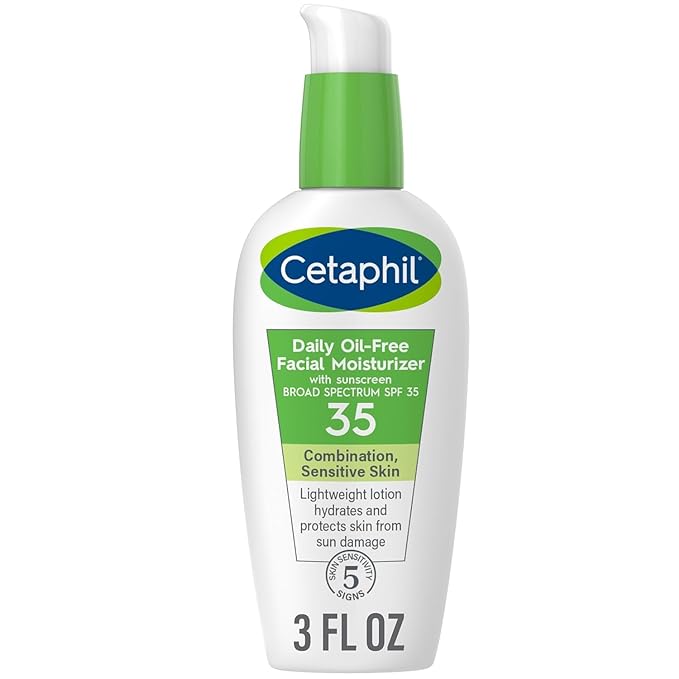 Cetaphil®
Daily Oil-Free
Facial Moisturizer
with sunscreen
BROAD SPECTRUM SPF 35
35
Combination,
Sensitive Skin
Lightweight lotion
hydrates and
protects skin from
sun damage
SKIN SENSITIVITY
5
SIGNS
3 FL OZ